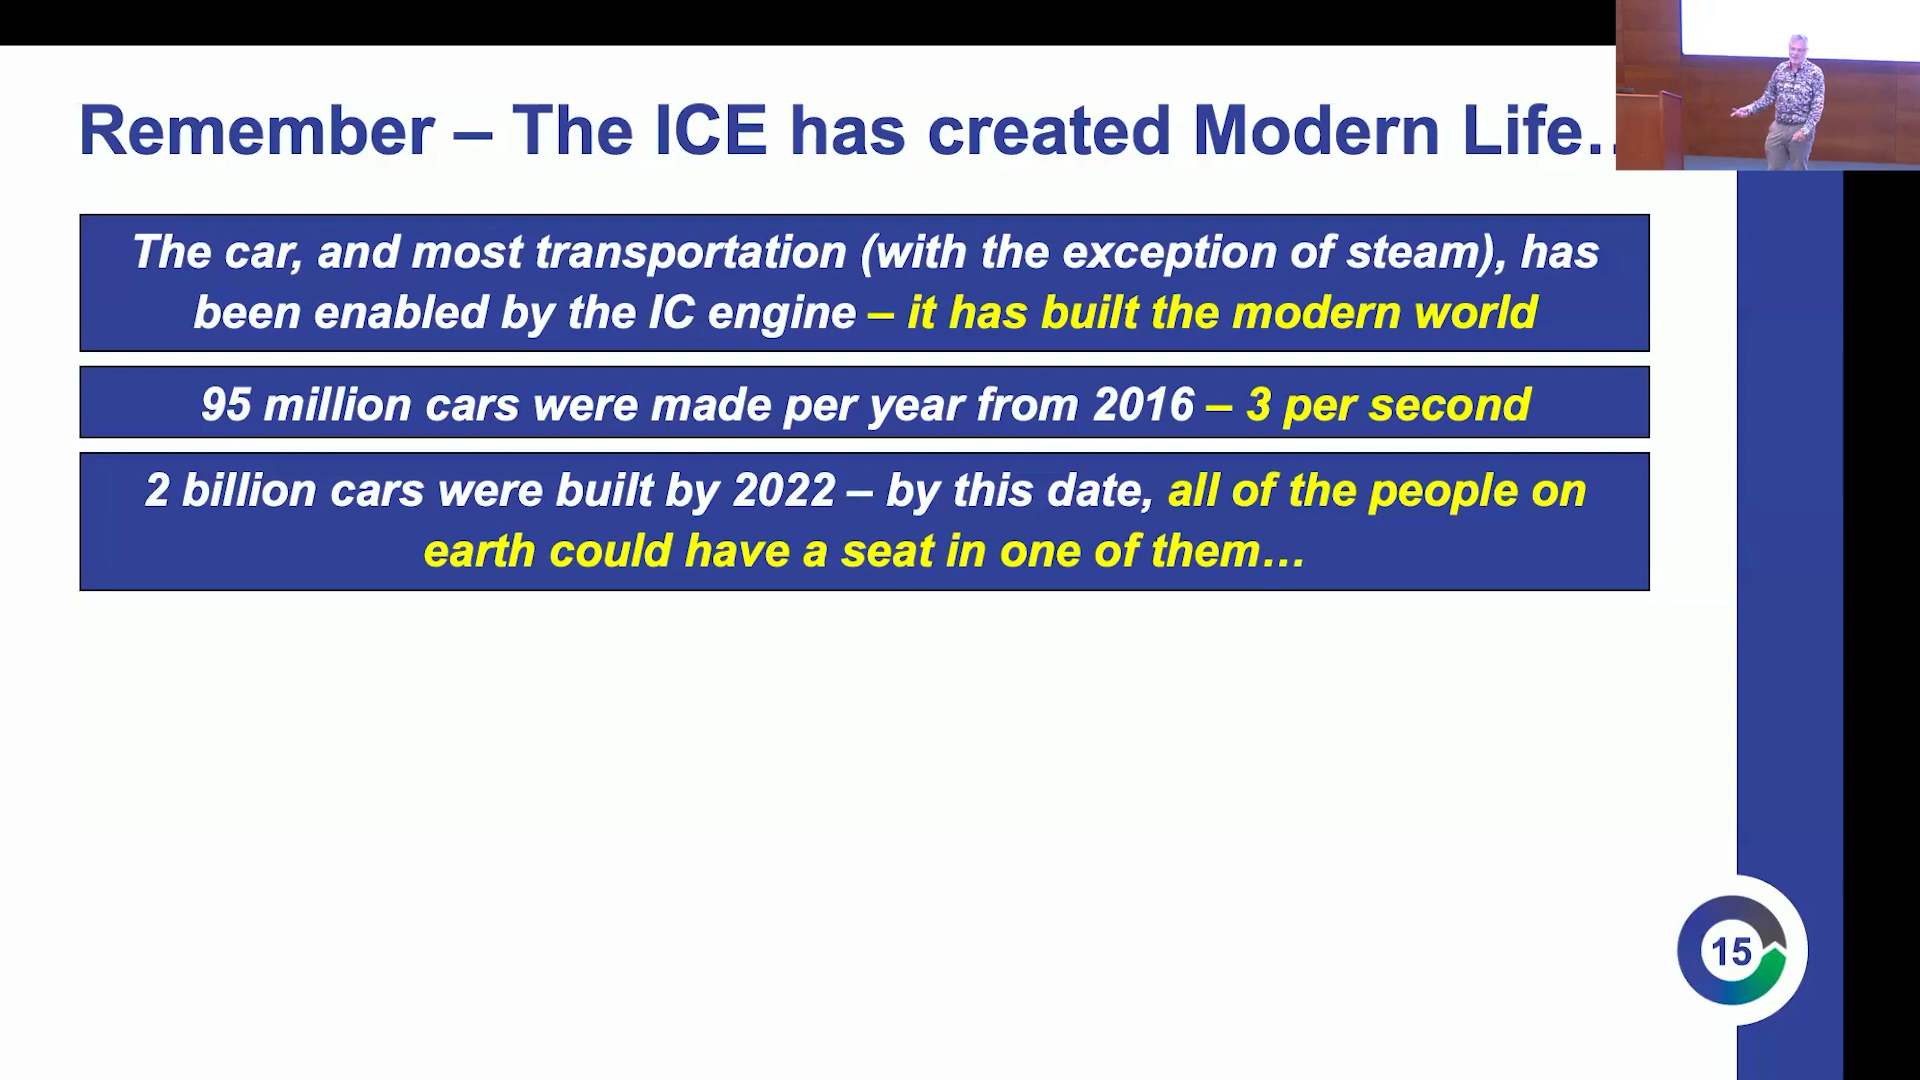 Remember – The ICE has created Modern Life..
The car, and most transportation (with the exception of steam), has
been enabled by the IC engine – it has built the modern world
95 million cars were made per year from 2016 – 3 per second
2 billion cars were built by 2022 – by this date, all of the people on
earth could have a seat in one of them…
15